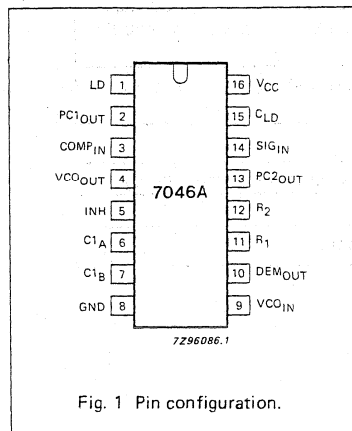 LD 1 16 VCC
PC1OUT 2 15 CLD
COMPIN 3 14 SIGIN
VCOOUT 4 13 PC2OUT
7046A
INH 5 12 R2
C1A 6 11 R1
C1B 7 10 DEMOUT
GND 8 9 VCOIN
7Z96086.1
Fig. 1 Pin configuration.